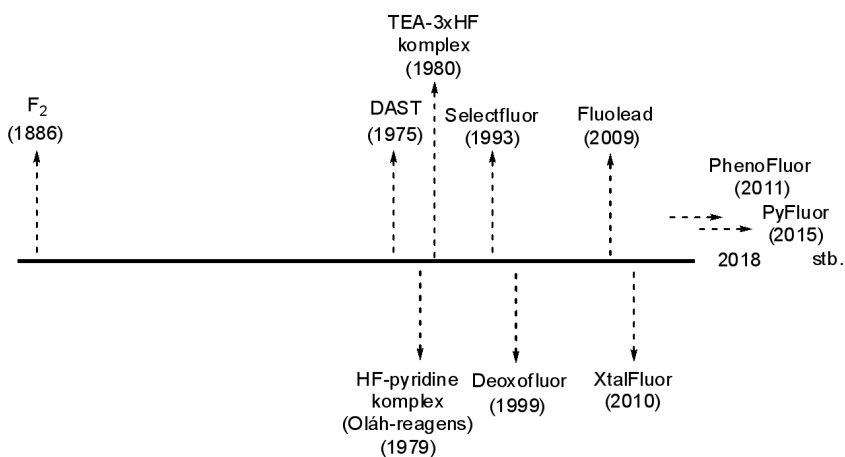 F2
(1886)
TEA-3xHF
komplex
(1980)
DAST
(1975)
Selectfluor
(1993)
Fluolead
(2009)
PhenoFluor
(2011)
PyFluor
(2015)
2018
stb.
HF-pyridine
komplex
(Oláh-reagens)
(1979)
Deoxofluor
(1999)
XtalFluor
(2010)